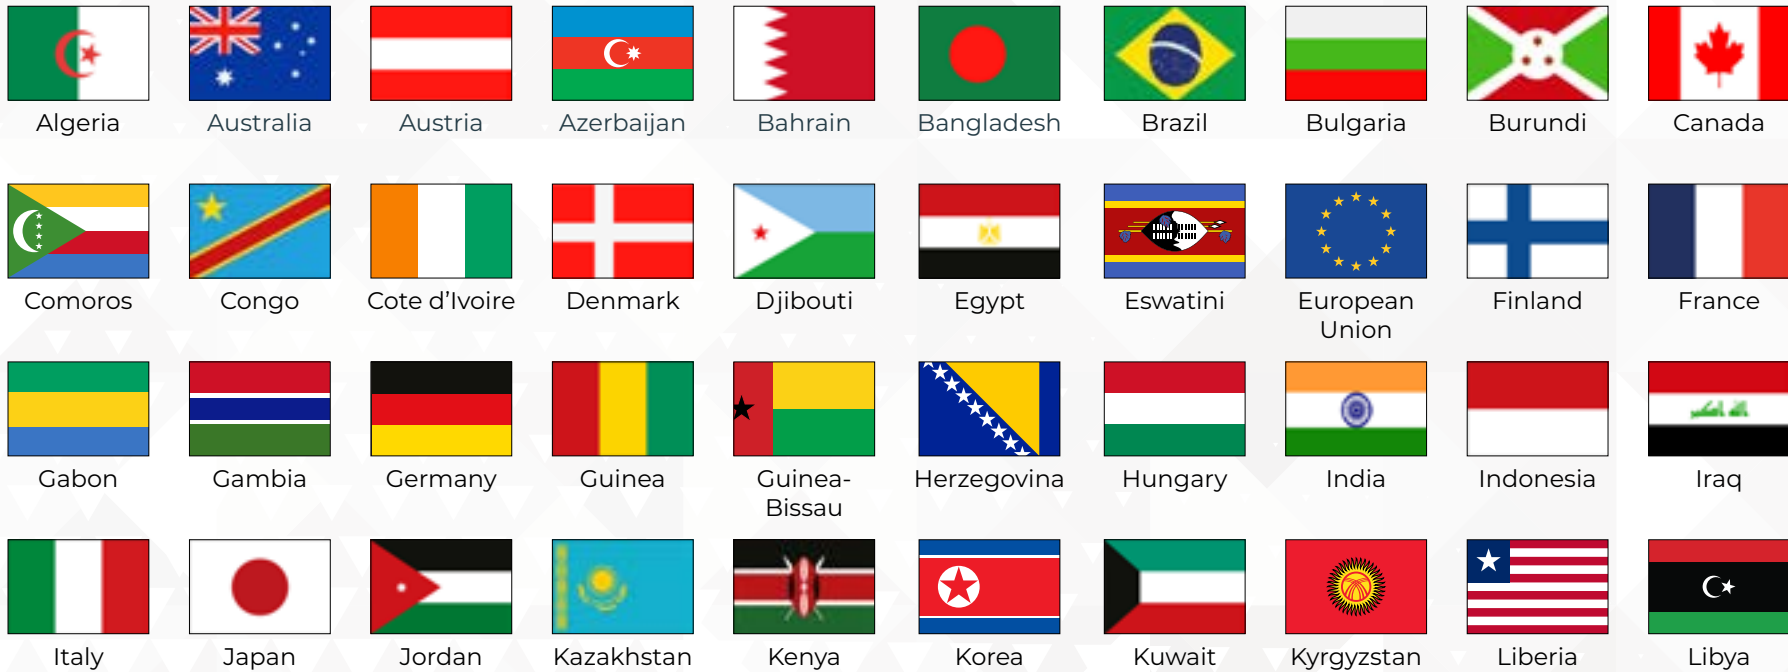 Algeria
Australia
Austria
Azerbaijan
Bahrain
Bangladesh
Brazil
Bulgaria
Burundi
Canada
Comoros
Congo
Cote d’Ivoire
Denmark
Djibouti
Egypt
Eswatini
European
Union
Finland
France
Gabon
Gambia
Germany
Guinea
Guinea-
Bissau
Herzegovina
Hungary
India
Indonesia
Iraq
Italy
Japan
Jordan
Kazakhstan
Kenya
Korea
Kuwait
Kyrgyzstan
Liberia
Libya